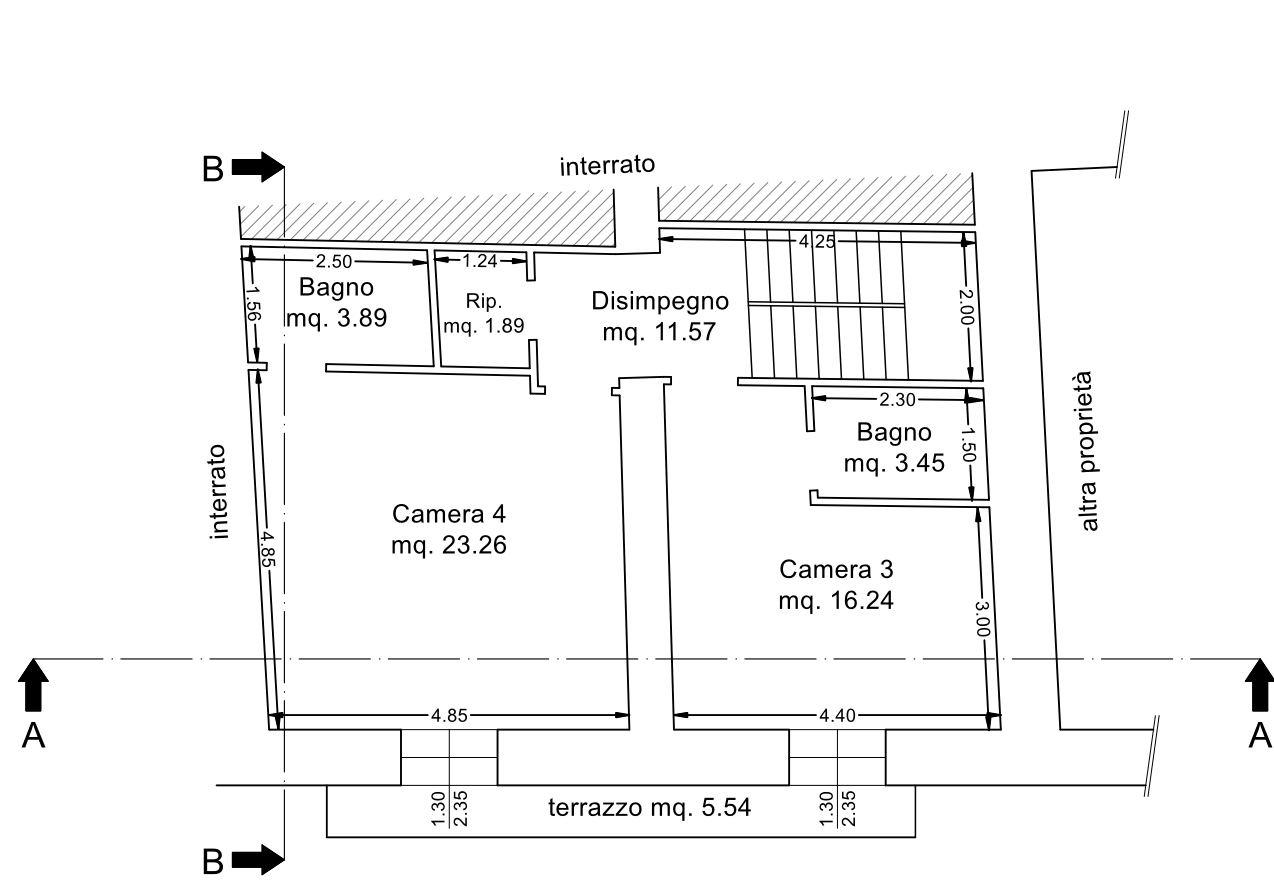 interrato
B
4.25
2.50
1.24
1.56
Bagno
mq. 3.89
Rip.
mq. 1.89
Disimpegno
mq. 11.57
2.00
2.30
Bagno
mq. 3.45
1.50
altra proprietà
interrato
Camera 4
mq. 23.26
4.85
Camera 3
mq. 16.24
3.00
4.85
4.40
A
A
1.30
2.35
terrazzo mq. 5.54
1.30
2.35
B